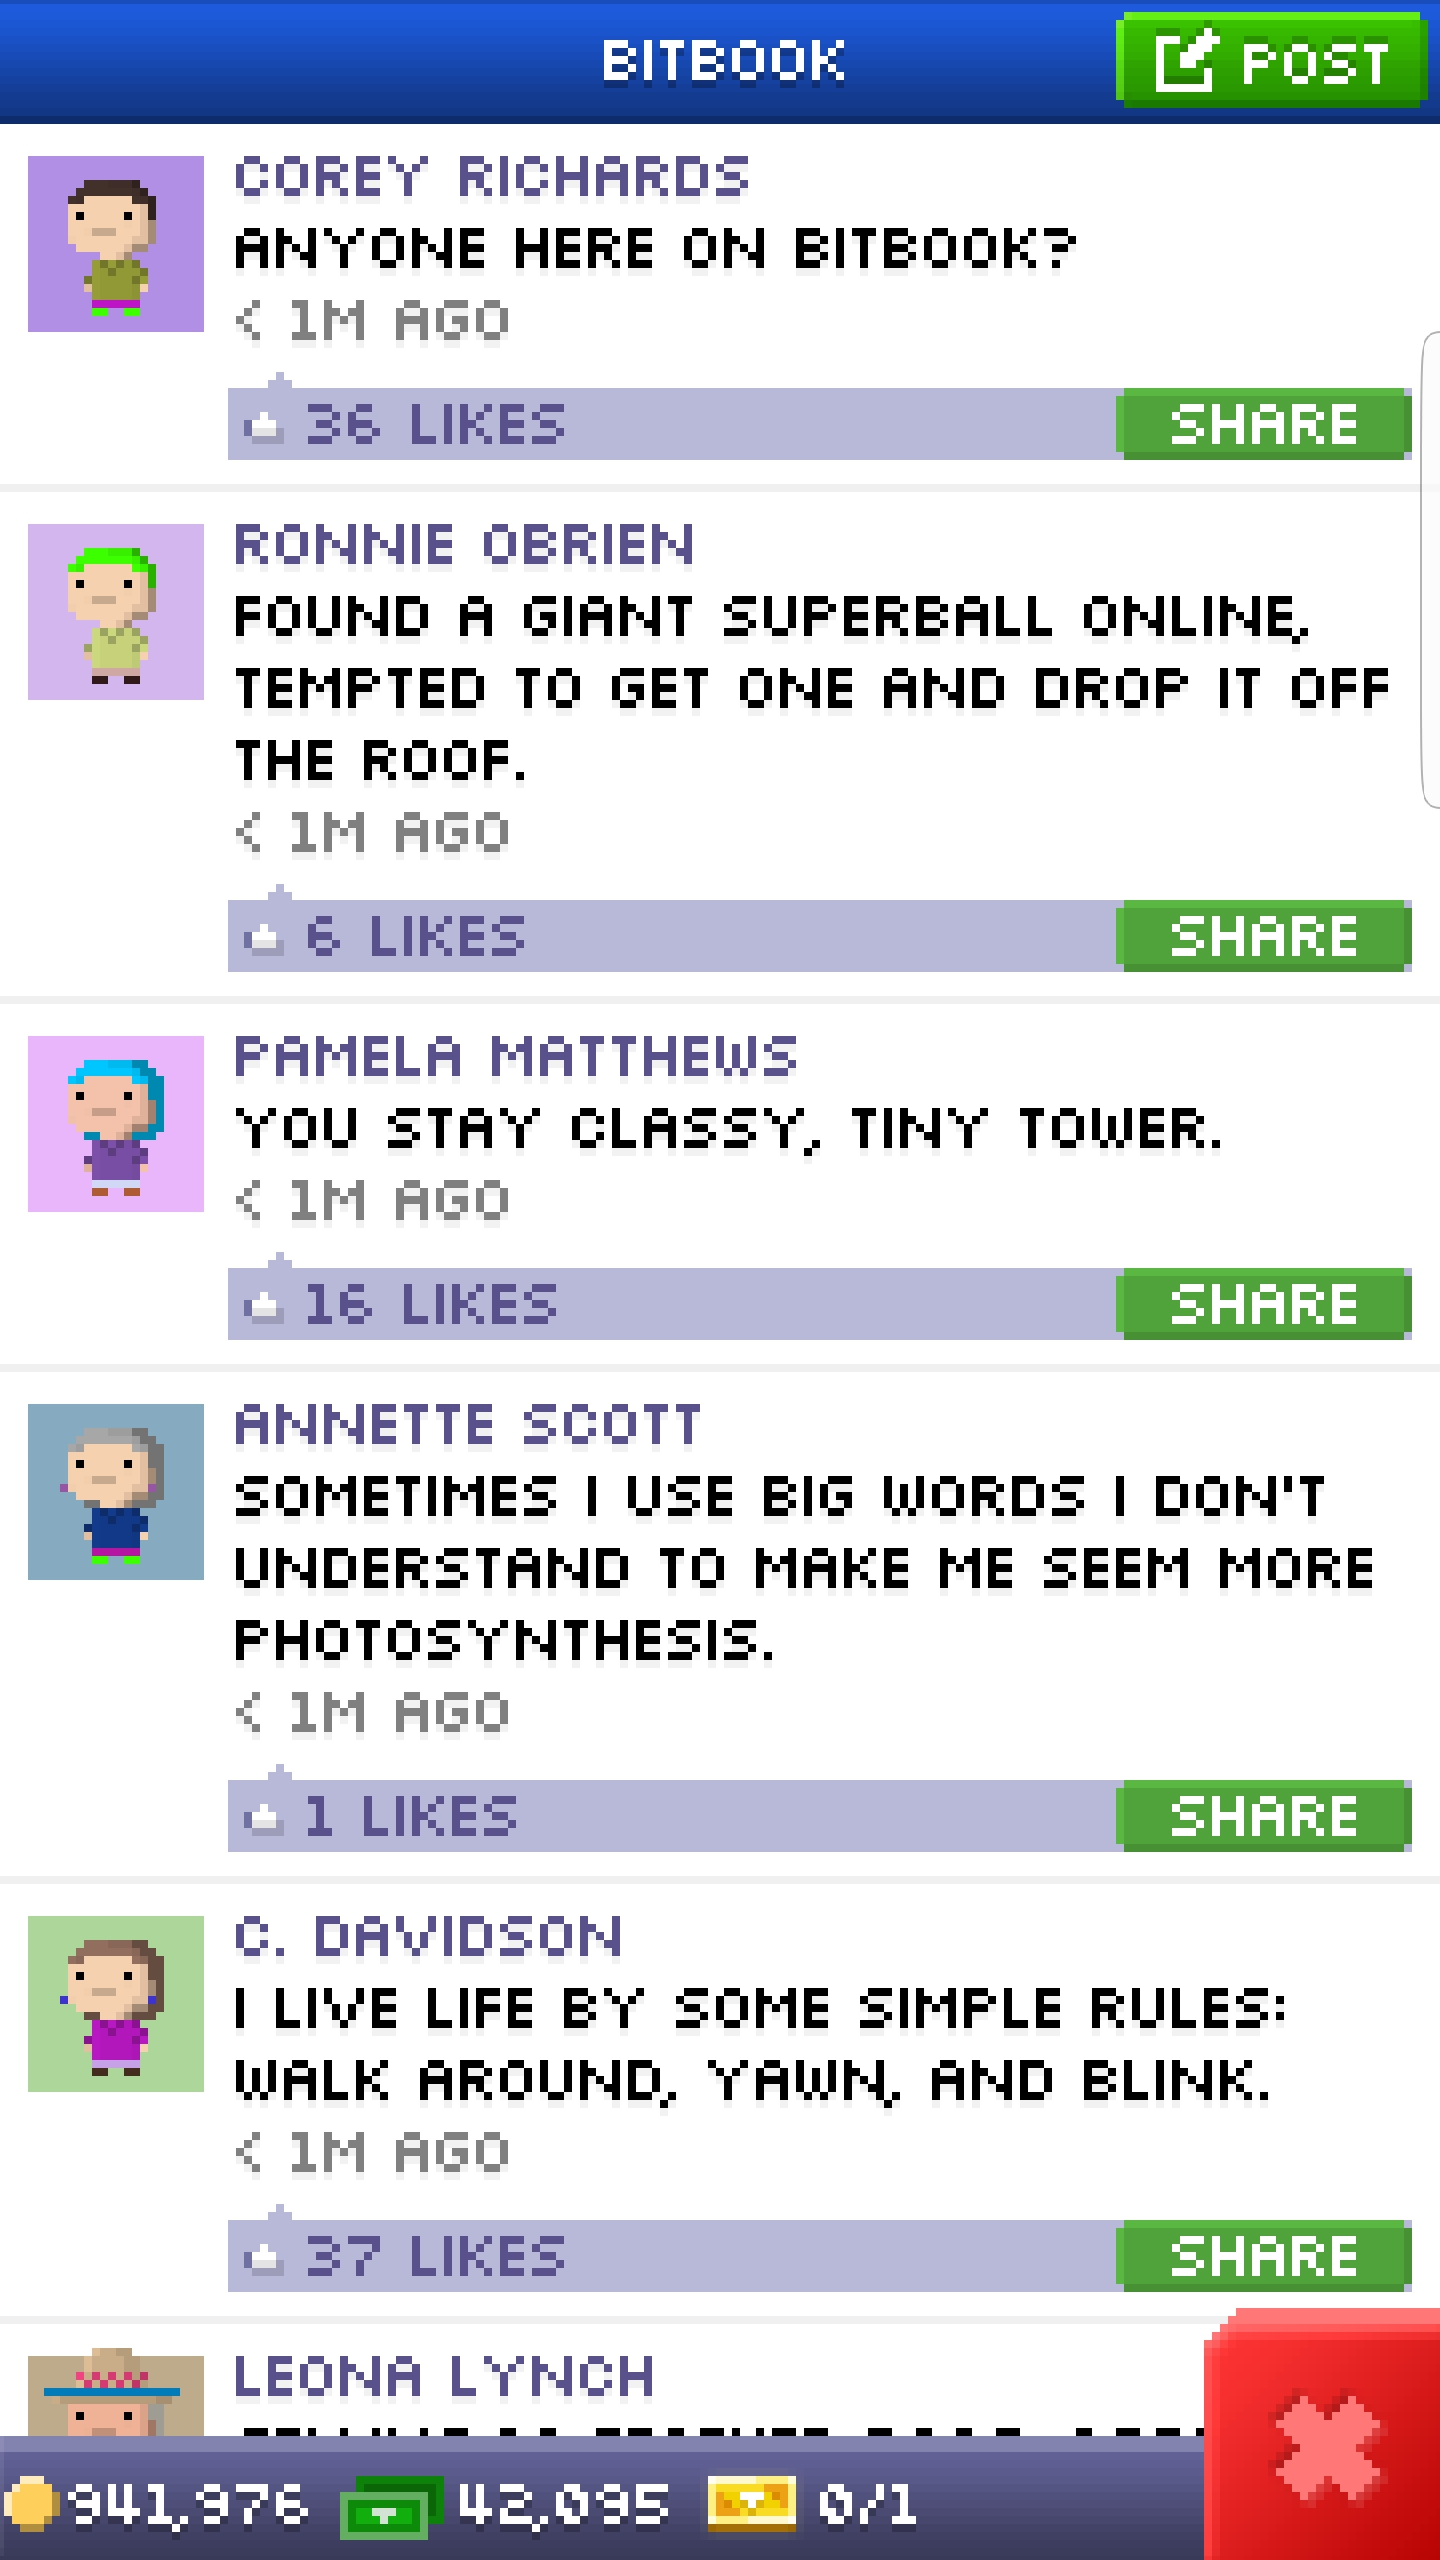 BITBOOK
POST
COREY RICHARDS
ANYONE HERE ON BITBOOK?
< 1M AGO
36 LIKES
SHARE
RONNIE OBRIEN
FOUND A GIANT SUPERBALL ONLINE,
TEMPTED TO GET ONE AND DROP IT OFF
THE ROOF.
< 1M AGO
6 LIKES
SHARE
PAMELA MATTHEWS
YOU STAY CLASSY, TINY TOWER.
< 1M AGO
16 LIKES
SHARE
ANNETTE SCOTT
SOMETIMES I USE BIG WORDS I DON'T
UNDERSTAND TO MAKE ME SEEM MORE
PHOTOSYNTHESIS.
< 1M AGO
1 LIKES
SHARE
C. DAVIDSON
I LIVE LIFE BY SOME SIMPLE RULES:
WALK AROUND, YAWN, AND BLINK.
< 1M AGO
37 LIKES
SHARE
LEONA LYNCH
941,976
42,095
0/1